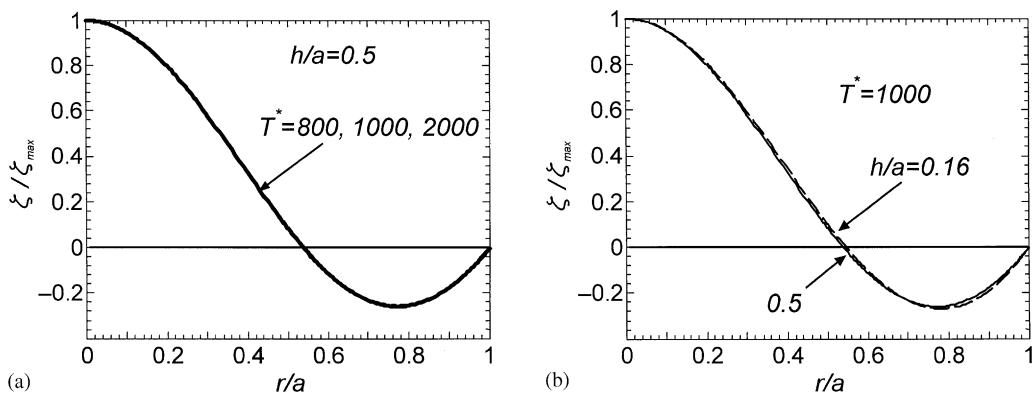 1
0.8
0.6
0.4
0.2
0
–0.2
ζ / ζmax
h/a=0.5
T*=800, 1000, 2000
0 0.2 0.4 0.6 0.8 1
r/a
(a)
1
0.8
0.6
0.4
0.2
0
–0.2
ζ / ζmax
T*=1000
h/a=0.16
0.5
0 0.2 0.4 0.6 0.8 1
r/a
(b)